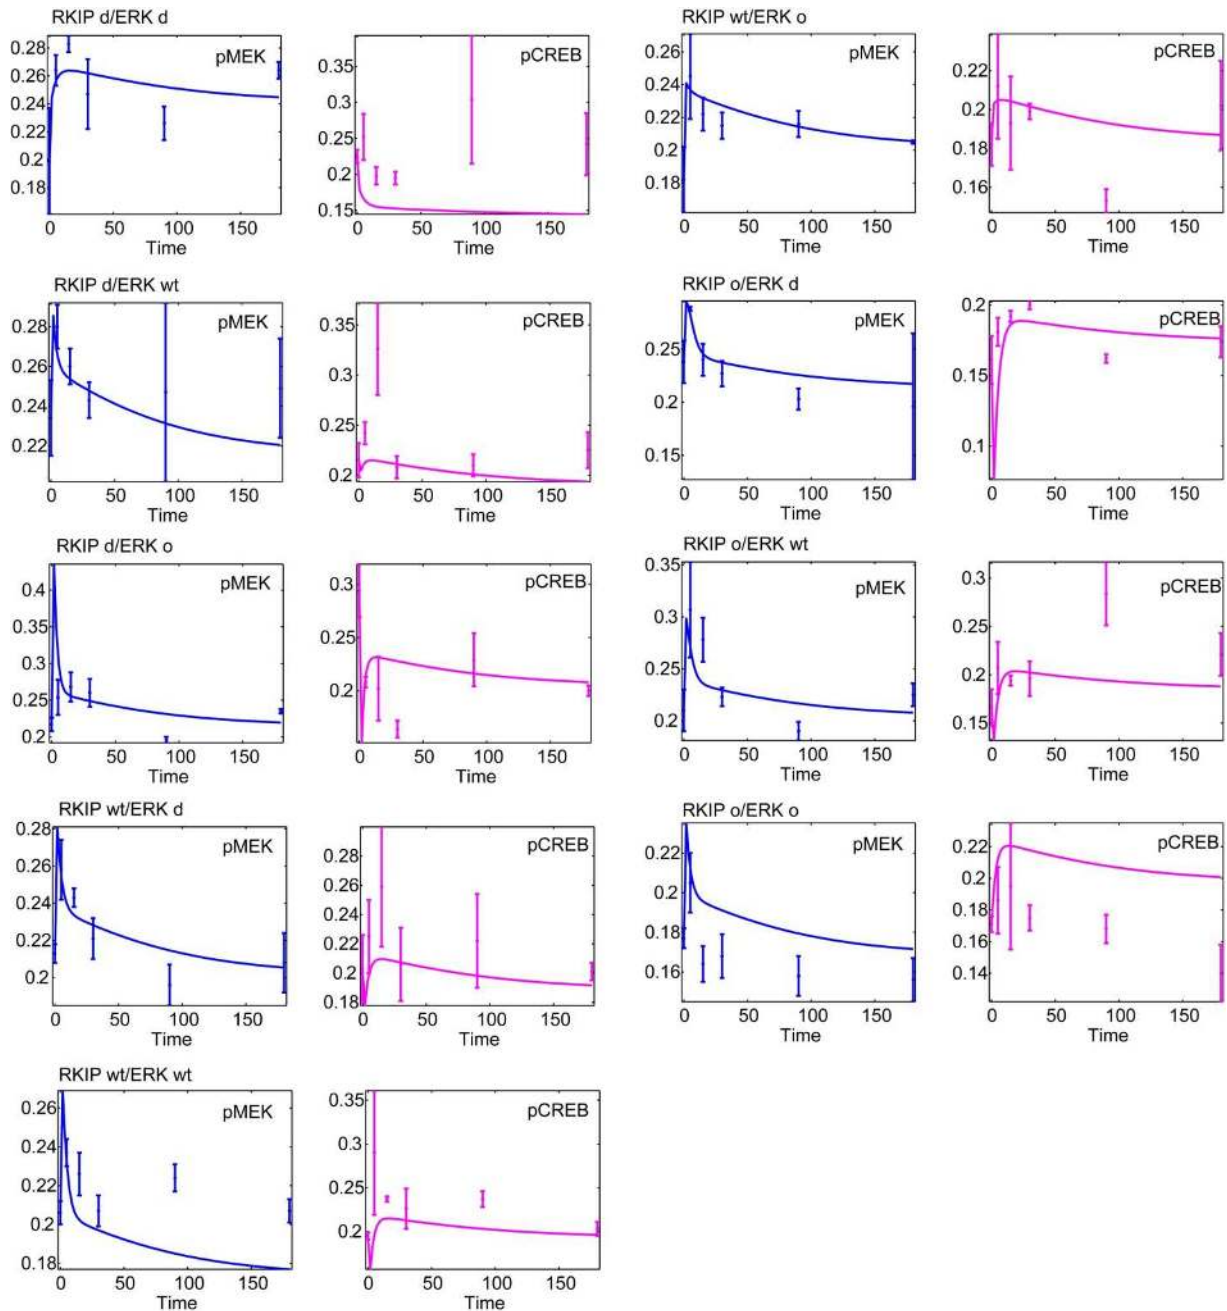 RKIP d/ERK d
pMEK
0.28
0.26
0.24
0.22
0.2
0.18
0 50 100 150
Time
pCREB
0.35
0.3
0.25
0.2
0.15
0 50 100 150
Time
RKIP wt/ERK o
pMEK
0.26
0.24
0.22
0.2
0.18
0 50 100 150
Time
pCREB
0.22
0.2
0.18
0.16
0 50 100 150
Time
RKIP d/ERK wt
pMEK
0.28
0.26
0.24
0.22
0 50 100 150
Time
pCREB
0.35
0.3
0.25
0.2
0 50 100 150
Time
RKIP o/ERK d
pMEK
0.25
0.2
0.15
0 50 100 150
Time
pCREB
0.2
0.15
0.1
0 50 100 150
Time
RKIP d/ERK o
pMEK
0.4
0.3
0.25
0.2
0 50 100 150
Time
pCREB
0.3
0.2
0 50 100 150
Time
RKIP o/ERK wt
pMEK
0.35
0.3
0.25
0.2
0 50 100 150
Time
pCREB
0.3
0.25
0.2
0.15
0 50 100 150
Time
RKIP wt/ERK d
pMEK
0.28
0.26
0.24
0.22
0.2
0 50 100 150
Time
pCREB
0.28
0.26
0.24
0.22
0.2
0.18
0 50 100 150
Time
RKIP o/ERK o
pMEK
0.22
0.2
0.18
0.16
0 50 100 150
Time
pCREB
0.22
0.2
0.18
0.16
0.14
0 50 100 150
Time
RKIP wt/ERK wt
pMEK
0.26
0.24
0.22
0.2
0.18
0 50 100 150
Time
pCREB
0.35
0.3
0.25
0.2
0 50 100 150
Time